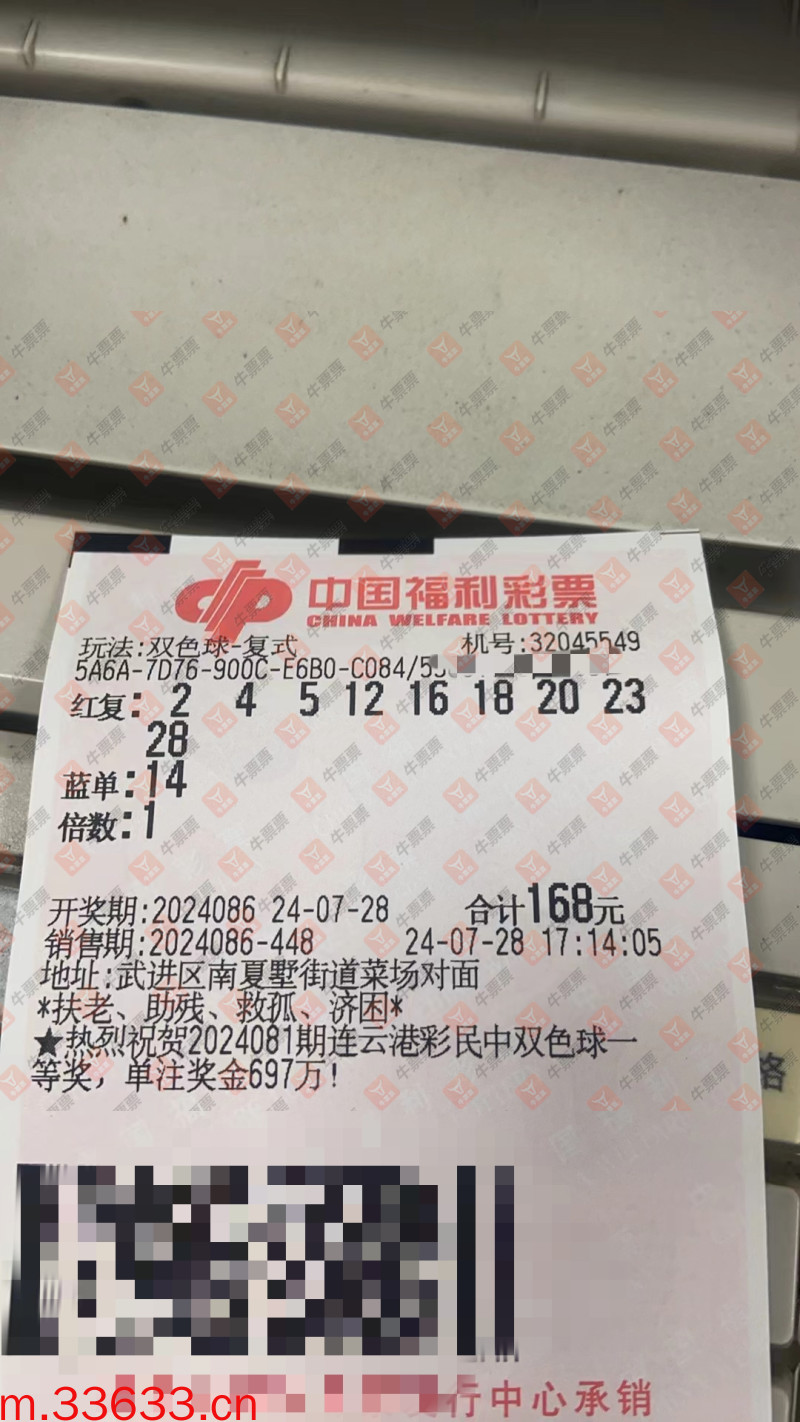 中国福利彩票
CHINA WELFARE LOTTERY
玩法:双色球-复式 机号:32045549
5A6A-7D76-900C-E6B0-C084/5
红复: 2 4 5 12 16 18 20 23
28
蓝单:14
倍数:1
开奖期:2024086 24-07-28 合计168元
销售期:2024086-448 24-07-28 17:14:05
地址:武进区南夏墅街道菜场对面
*扶老、助残、救孤、济困*
★热烈祝贺2024081期连云港彩民中双色球一
等奖，单注奖金697万!
行中心承销
m.33633.cn
牛票票